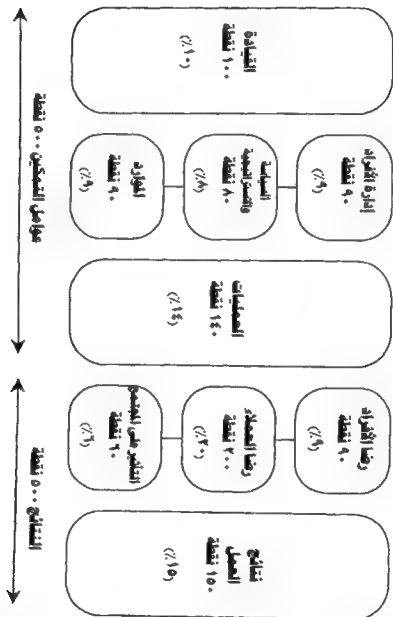 القيادة
١٠٠ نقطة
(٪١٠)
إدارة الأفراد
٩٠ نقطة
(٪٩)
السياسة
والاستراتيجية
٨٠ نقطة
(٪٨)
الموارد
٩٠ نقطة
(٪٩)
العمليات
١٤٠ نقطة
(٪١٤)
رضا الأفراد
٩٠ نقطة
(٪٩)
رضا العملاء
٢٠٠ نقطة
(٪٢٠)
التأثير على المجتمع
٦٠ نقطة
(٪٦)
نتائج
العمل
١٥٠ نقطة
(٪١٥)
عوامل التمكين ٥٠٠ نقطة
النتائج ٥٠٠ نقطة